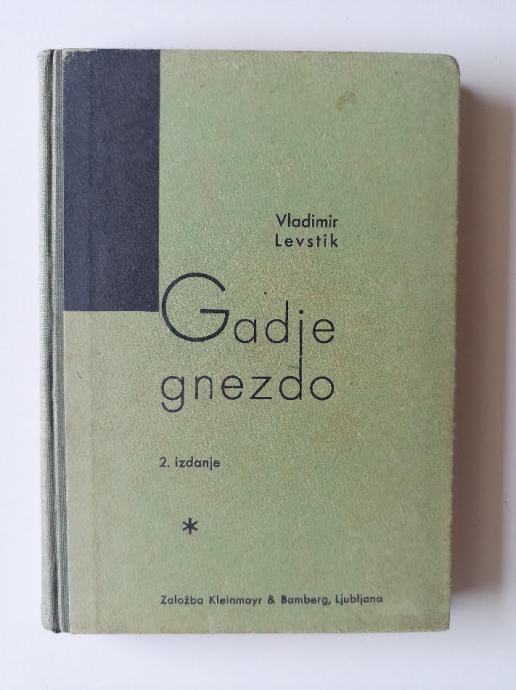 Vladimir
Levstik
Gadje
gnezdo
2. izdanje
*
Založba Kleinmayr & Bamberg, Ljubljana